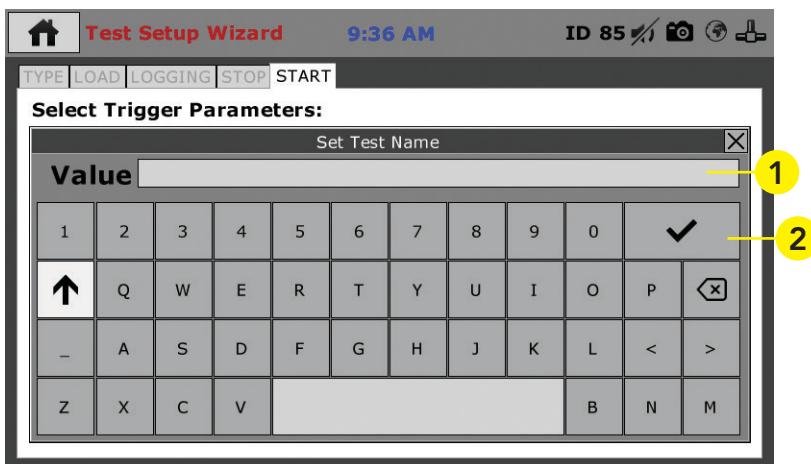 Test Setup Wizard 9:36 AM ID 85
TYPE LOAD LOGGING STOP START
Select Trigger Parameters:
Set Test Name
Value
1
1 2 3 4 5 6 7 8 9 0
2
Q W E R T Y U I O P
_ A S D F G H J K L < >
Z X C V B N M